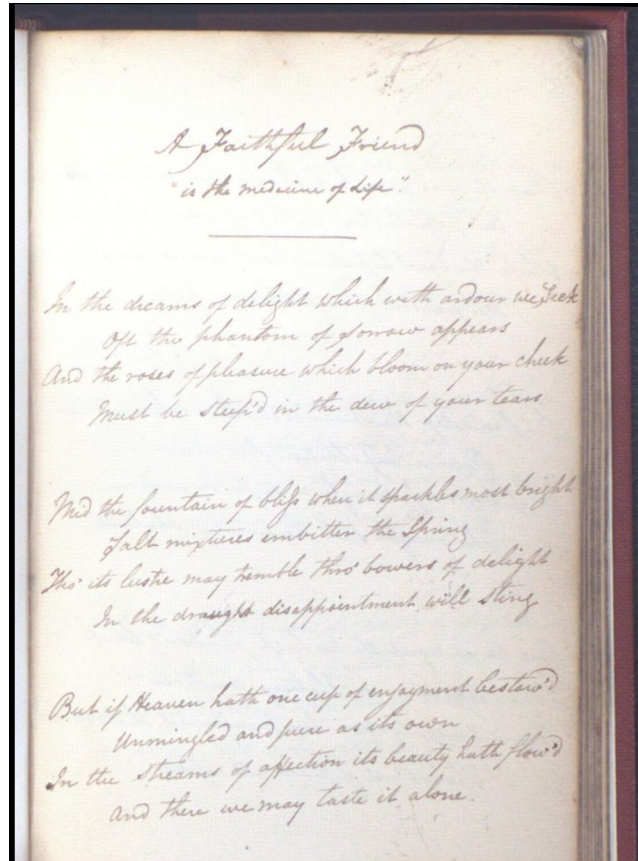 A Faithful Friend
"is the medicine of Life".
In the dreams of delight which with ardour we seek
Oft the phantom of sorrow appears
And the roses of pleasure which bloom on your cheek
Must be steep'd in the dew of your tears
Mid the fountain of bliss when it sparkles most bright
Salt mixtures embitter the Spring
Tho' its lustre may tremble thro' bowers of delight
In the draught disappointment will sting
But if Heaven hath one cup of enjoyment bestow'd
Unmingled and pure as its own
In the streams of affection its beauty hath flow'd
And there we may taste it alone.